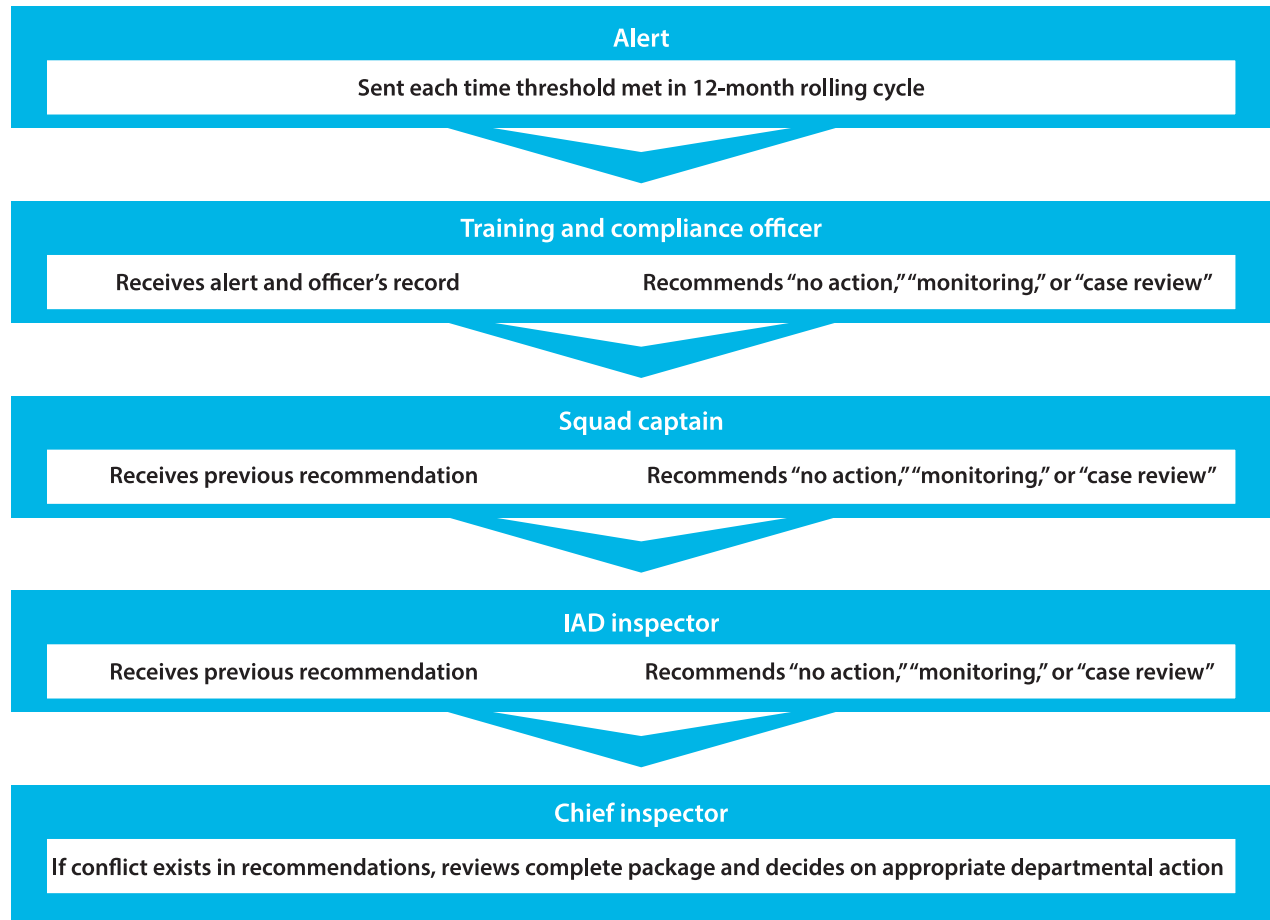 Alert
Sent each time threshold met in 12-month rolling cycle
Training and compliance officer
Receives alert and officer’s record Recommends “no action,” “monitoring,” or “case review”
Squad captain
Receives previous recommendation Recommends “no action,” “monitoring,” or “case review”
IAD inspector
Receives previous recommendation Recommends “no action,” “monitoring,” or “case review”
Chief inspector
If conflict exists in recommendations, reviews complete package and decides on appropriate departmental action